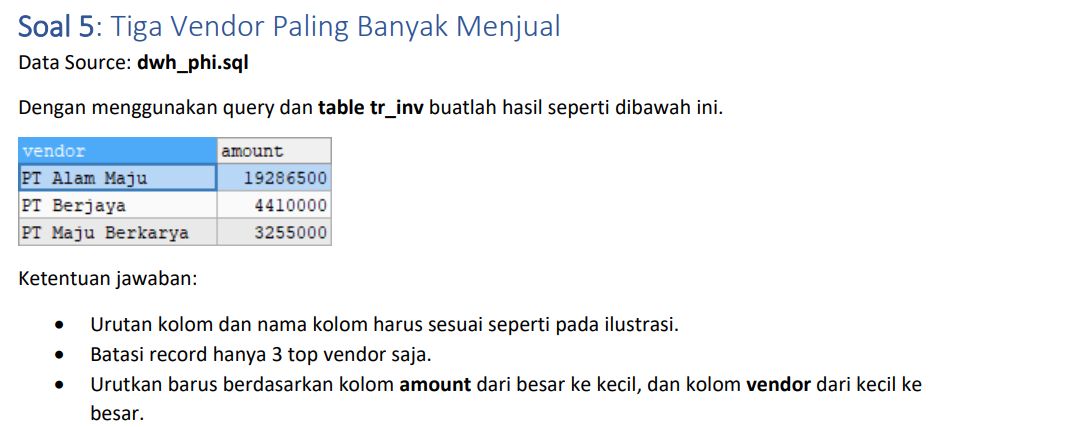 Soal 5: Tiga Vendor Paling Banyak Menjual
Data Source: dwh_phi.sql
Dengan menggunakan query dan table tr_inv buatlah hasil seperti dibawah ini.
vendor amount
PT Alam Maju 19286500
PT Berjaya 4410000
PT Maju Berkarya 3255000
Ketentuan jawaban:
• Urutan kolom dan nama kolom harus sesuai seperti pada ilustrasi.
• Batasi record hanya 3 top vendor saja.
• Urutkan barus berdasarkan kolom amount dari besar ke kecil, dan kolom vendor dari kecil ke
besar.